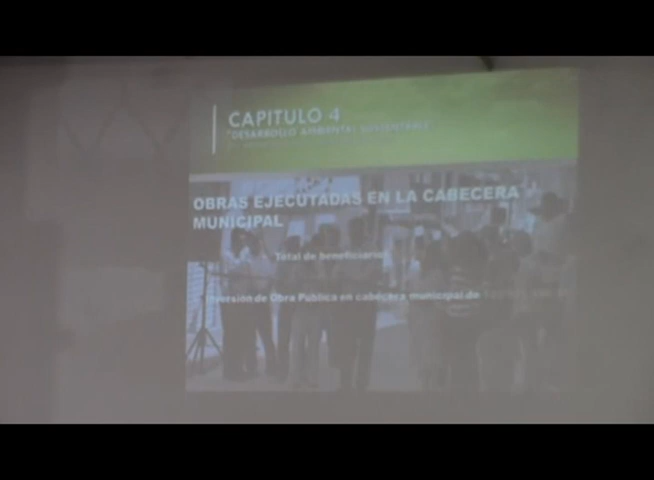 CAPITULO 4
"DESARROLLO AMBIENTAL SUSTENTABLE
OBRAS EJECUTADAS EN LA CABECERA
MUNICIPAL
Total de beneficiarios
Inversión de Obra Pública en cabecera municipal de